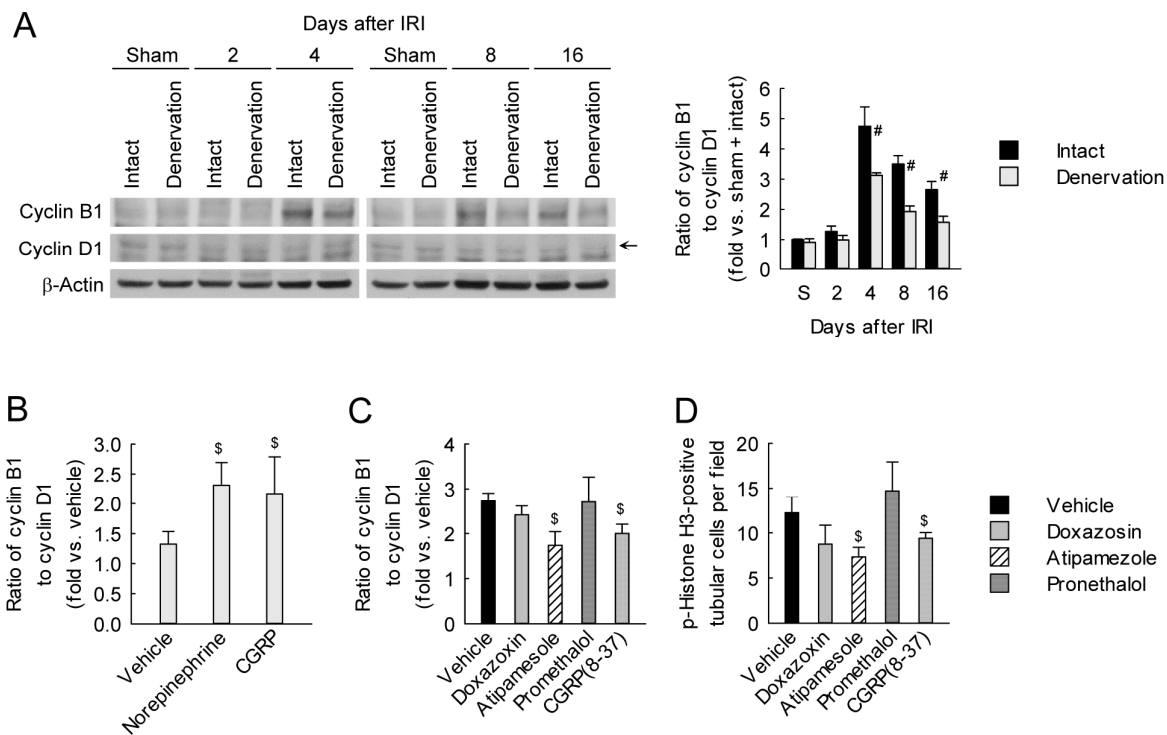 A
Days after IRI
Sham 2 4 Sham 8 16
Intact Denervation Intact Denervation Intact Denervation Intact Denervation Intact Denervation Intact Denervation
Cyclin B1
Cyclin D1
β-Actin
Ratio of cyclin B1
to cyclin D1
(fold vs. sham + intact)
6
5
4
3
2
1
0
# # #
S 2 4 8 16
Days after IRI
Intact
Denervation
B
Ratio of cyclin B1
to cyclin D1
(fold vs. vehicle)
3.0
2.5
2.0
1.5
1.0
0.5
0.0
$ $
Vehicle
Norepinephrine
CGRP
C
Ratio of cyclin B1
to cyclin D1
(fold vs. vehicle)
4
3
2
1
0
$ $
Vehicle
Doxazoxin
Atipamesole
Promethalol
CGRP(8-37)
D
p-Histone H3-positive
tubular cells per field
20
15
10
5
0
$ $
Vehicle
Doxazoxin
Atipamesole
Promethalol
CGRP(8-37)
Vehicle
Doxazosin
Atipamezole
Pronethalol